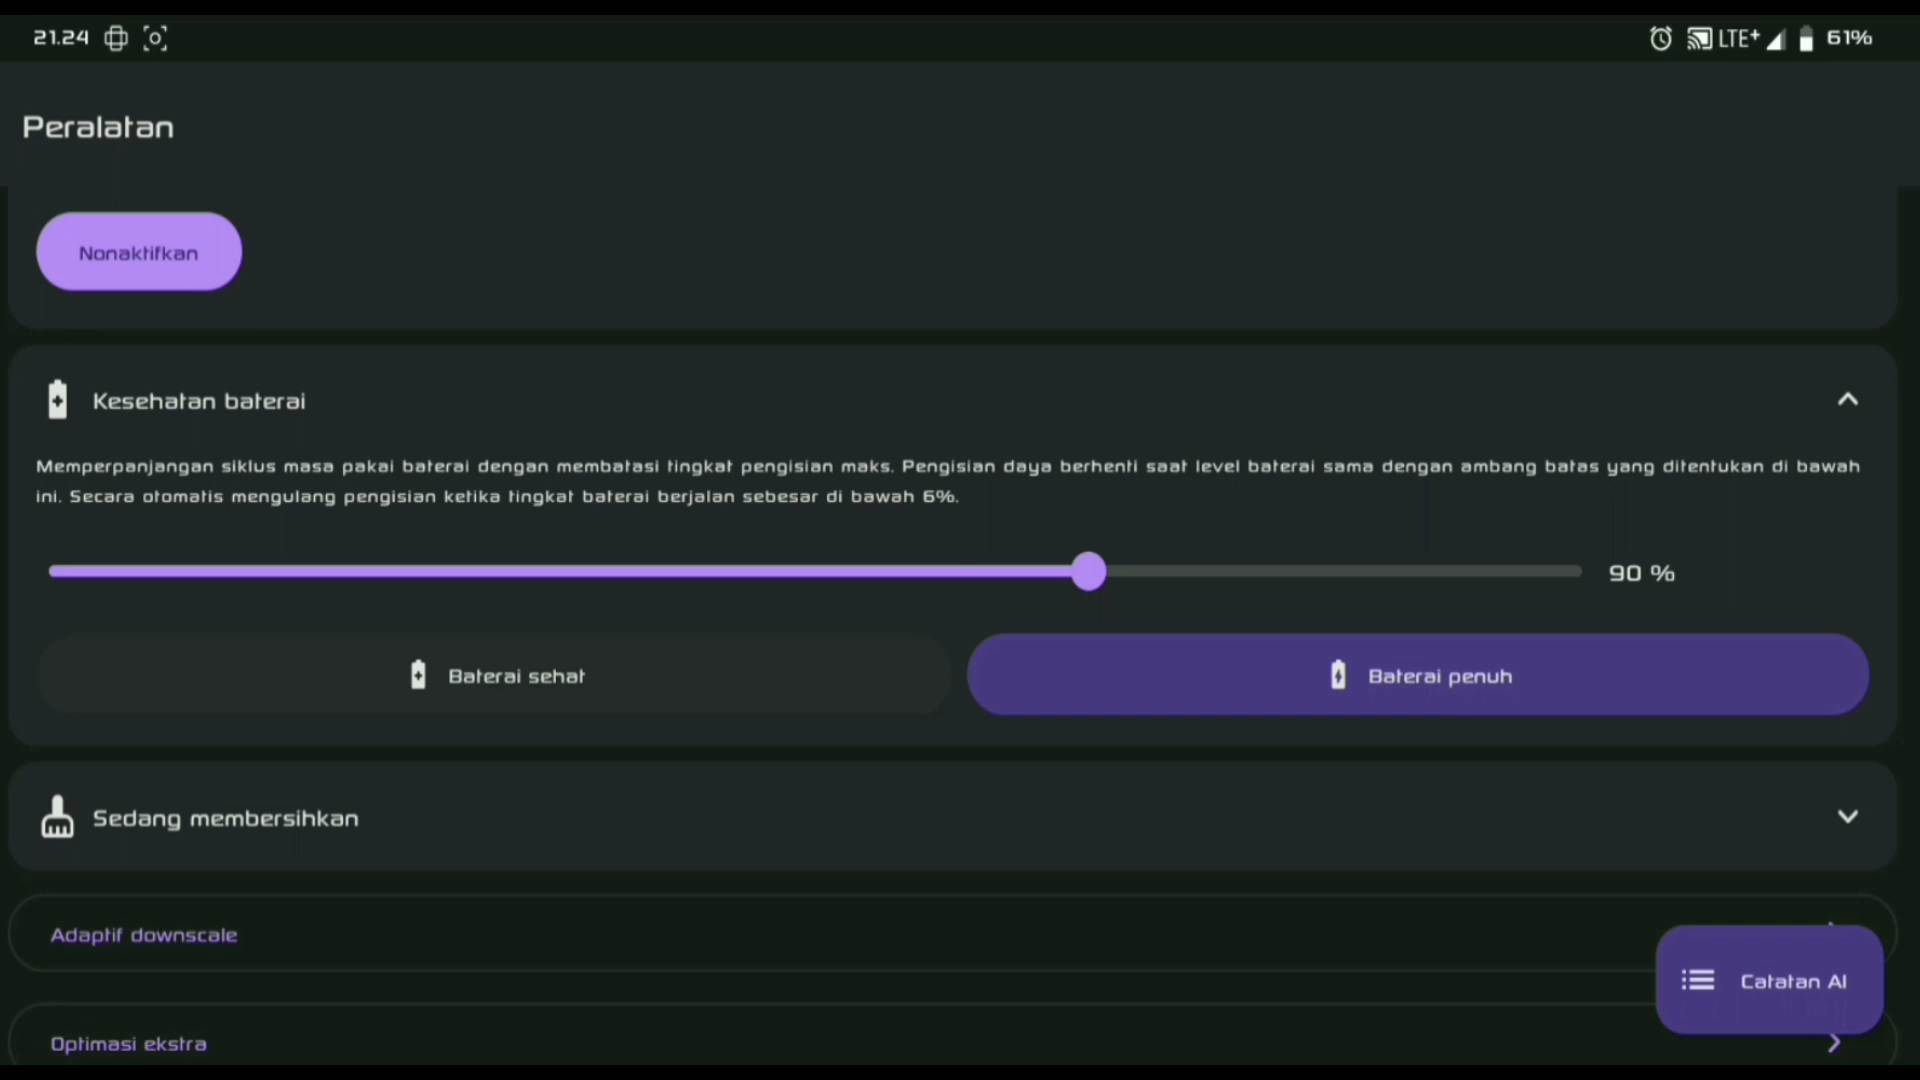 21.24 LTE+ 61%
Peralatan
Nonaktifkan
Kesehatan baterai
Memperpanjangan siklus masa pakai baterai dengan membatasi tingkat pengisian maks. Pengisian daya berhenti saat level baterai sama dengan ambang batas yang ditentukan di bawah
ini. Secara otomatis mengulang pengisian ketika tingkat baterai berjalan sebesar di bawah 6%.
90 %
Baterai sehat
Baterai penuh
Sedang membersihkan
Adaptif downscale
Catatan AI
Optimasi ekstra